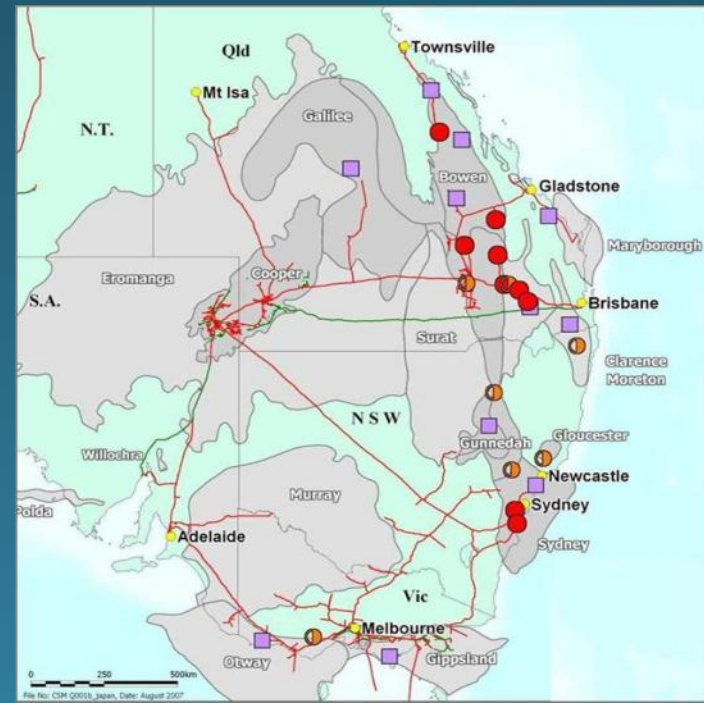 Qld
Townsville
Mt Isa
Galilee
N.T.
Bowen
Gladstone
Maryborough
Eromanga
Cooper
S.A.
Brisbane
Surat
Clarence
Moreton
N S W
Gunnedah
Gloucester
Willochra
Newcastle
Murray
Sydney
Polda
Adelaide
Sydney
Vic
Melbourne
Otway
Gippsland
0 250 500km
File No: CSM Q001b_japan, Date: August 2007